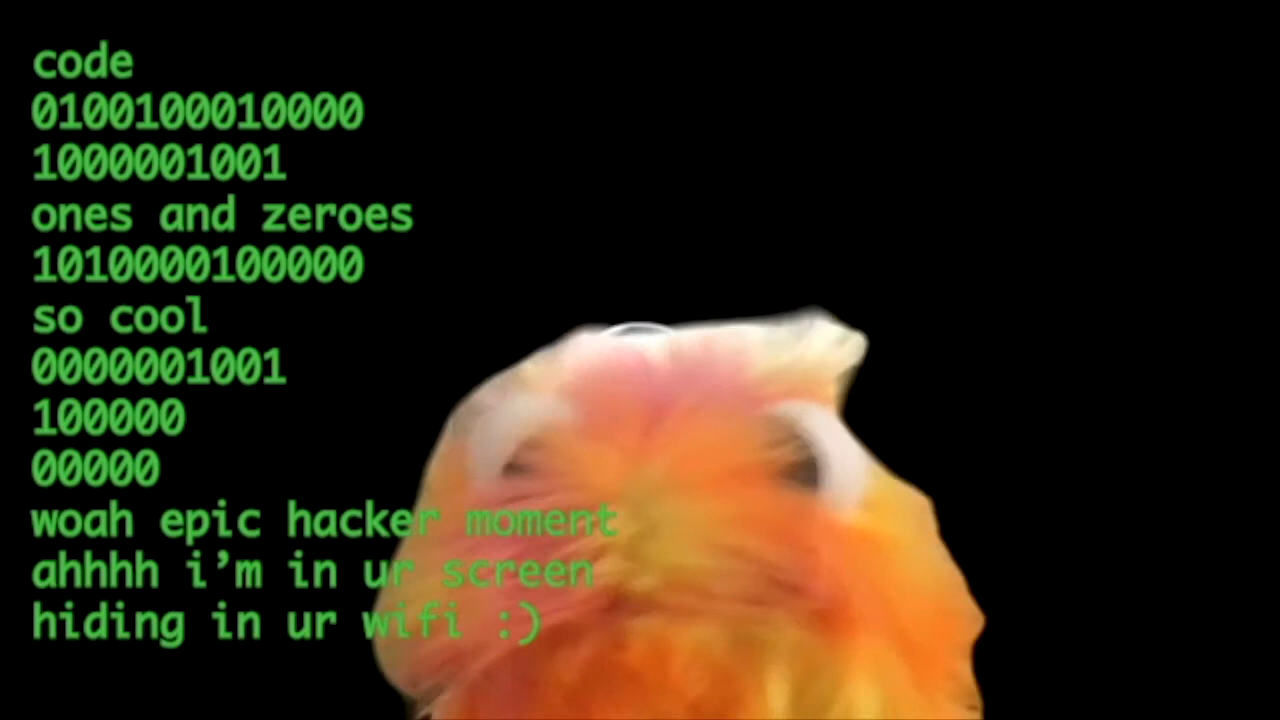 code
0100100010000
1000001001
ones and zeroes
1010000100000
so cool
0000001001
100000
00000
woah epic hacker moment
ahhhh i’m in ur screen
hiding in ur wifi :)